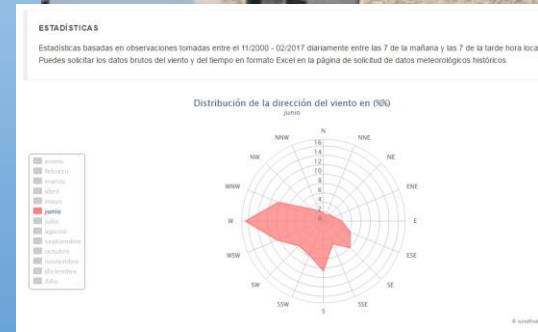 ESTADÍSTICAS
Estadísticas basadas en observaciones tomadas entre el 11/2000 - 02/2017 diariamente entre las 7 de la mañana y las 7 de la tarde hora loca
Puedes solicitar los datos brutos del viento y del tiempo en formato Excel en la página de solicitud de datos meteorológicos históricos.
Distribución de la dirección del viento en (%%)
junio
N
NNW
NNE
16
14
NW
NE
12
10
8
WNW
6
ENE
4
2
0
W
E
WSW
ESE
SW
SE
SSW
SSE
S
enero
febrero
marzo
abril
mayo
junio
julio
agosto
septiembre
octubre
noviembre
diciembre
Año